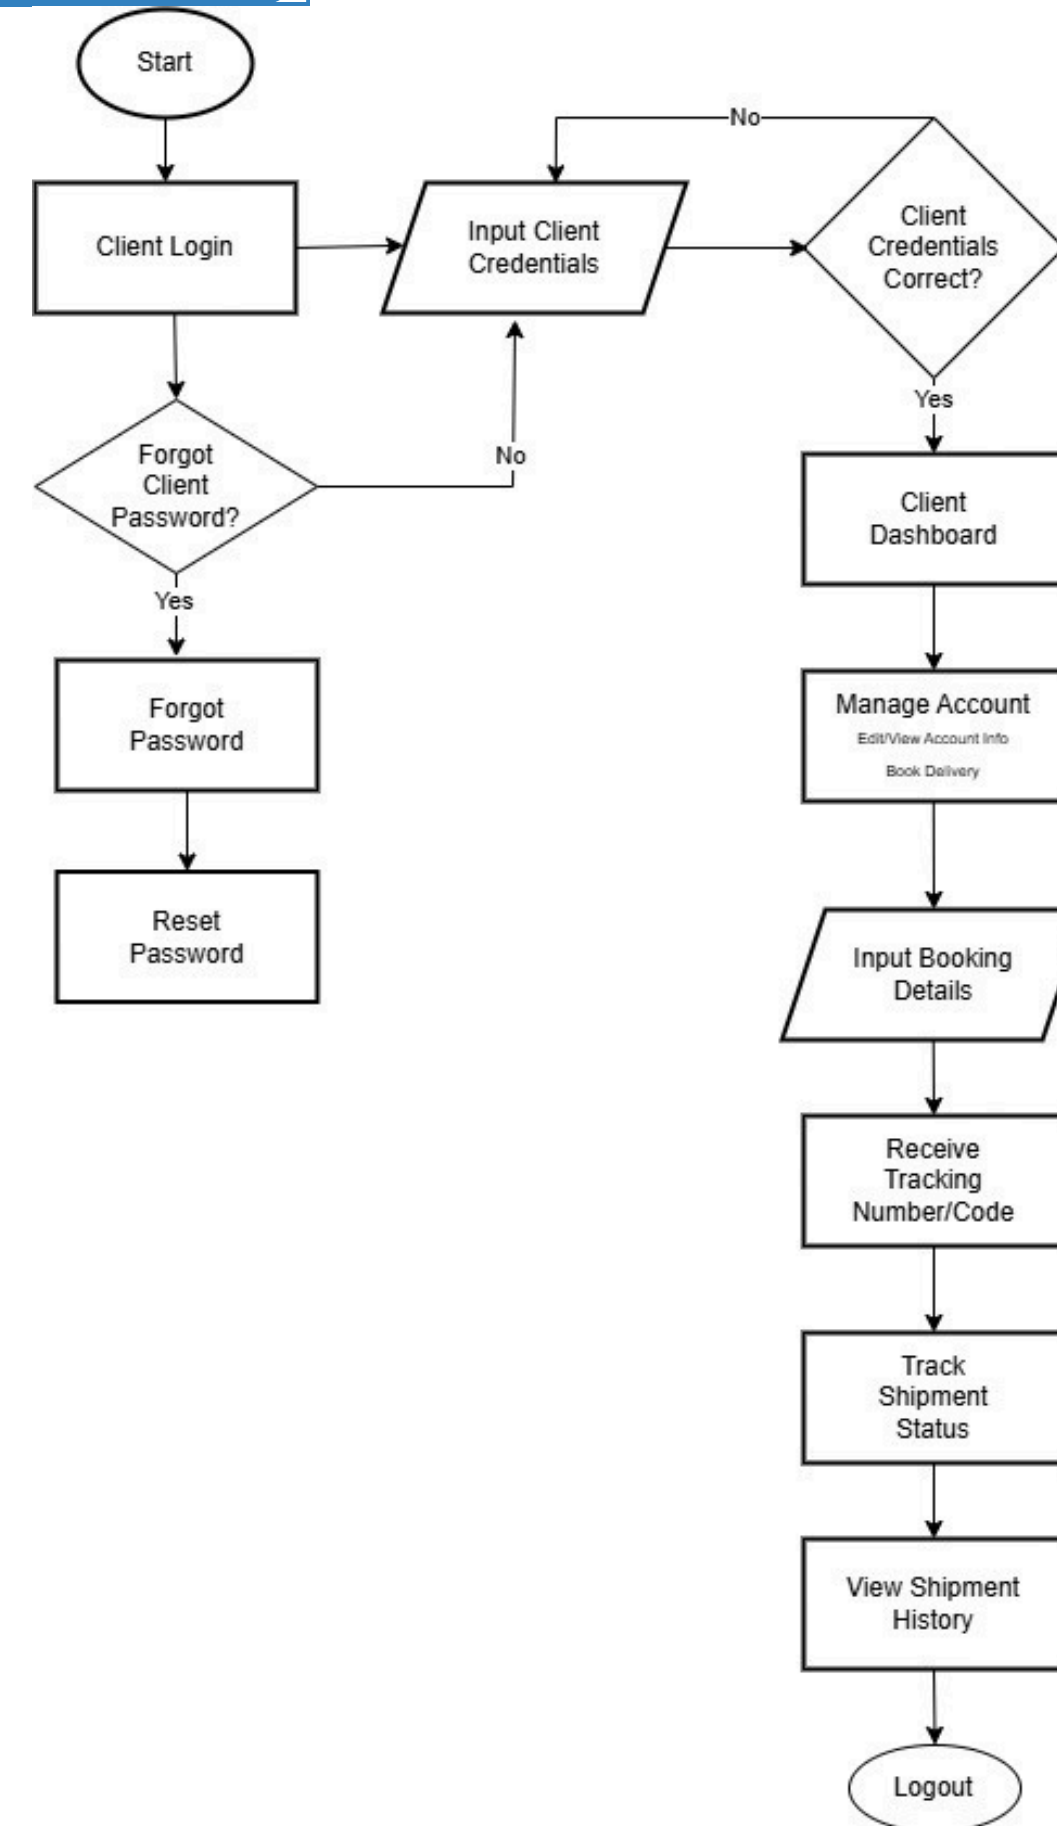 Start
No
Client Login
Input Client
Credentials
Client
Credentials
Correct?
Yes
Forgot
Client
Password?
No
Client
Dashboard
Yes
Forgot
Password
Manage Account
Edit/View Account Info
Book Delivery
Reset
Password
Input Booking
Details
Receive
Tracking
Number/Code
Track
Shipment
Status
View Shipment
History
Logout